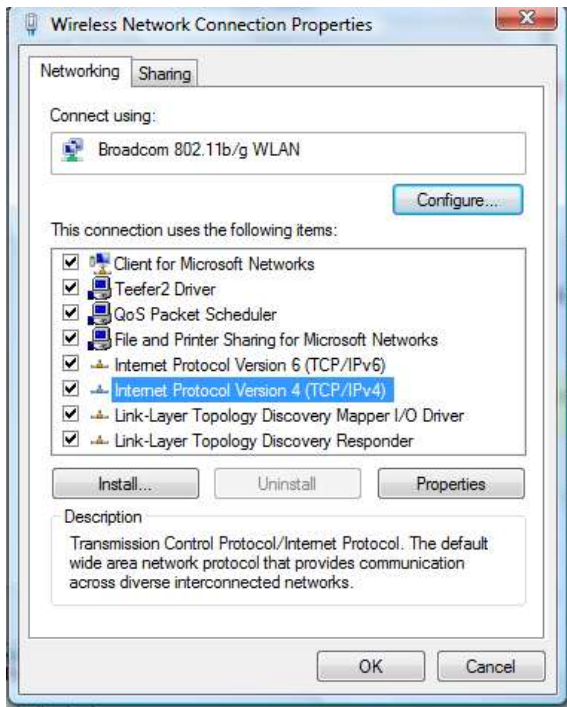 Wireless Network Connection Properties
Networking
Sharing
Connect using:
Broadcom 802.11b/g WLAN
Configure...
This connection uses the following items:
Client for Microsoft Networks
Teefer2 Driver
QoS Packet Scheduler
File and Printer Sharing for Microsoft Networks
Internet Protocol Version 6 (TCP/IPv6)
Internet Protocol Version 4 (TCP/IPv4)
Link-Layer Topology Discovery Mapper I/O Driver
Link-Layer Topology Discovery Responder
Install...
Uninstall
Properties
Description
Transmission Control Protocol/Internet Protocol. The default
wide area network protocol that provides communication
across diverse interconnected networks.
OK
Cancel